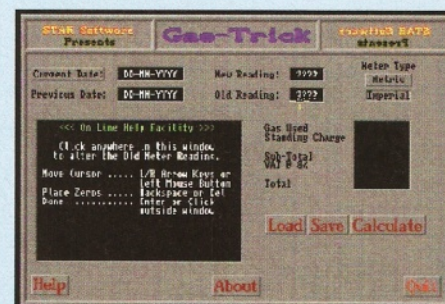 STAR Software
Presents
Gas-Trick
Presents
Current Date: DD-MM-YYYY
New Reading: ????
Meter Type
Metric
Previous Date: DD-MM-YYYY
Old Reading: ????
Imperial
<<< On Line Help Facility >>>
Click anywhere in this window
to alter the Old Meter Reading.
Move Cursor ..... L/R Arrow Keys or
left Mouse Button
Place Zeros ..... Backspace or Del
Done ............ Enter or Click
outside window
Gas Used
Standing Charge
Sub-Total
VAT @ 8%
Total
Load Save Calculate
Help
About
Quit